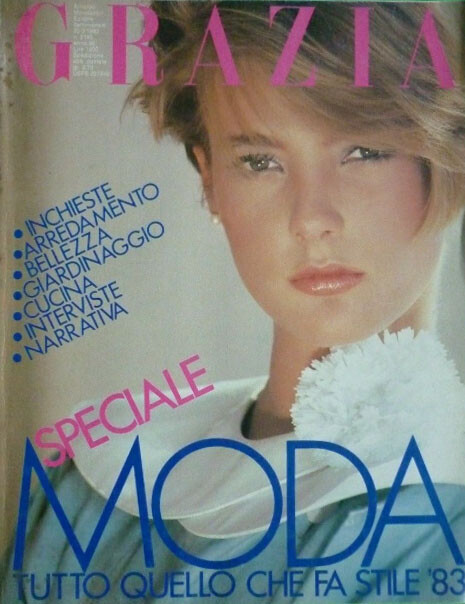 GRAZIA
• INCHIESTE
• ARREDAMENTO
• BELLEZZA
• GIARDINAGGIO
• CUCINA
• INTERVISTE
• NARRATIVA
SPECIALE
MODA
TUTTO QUELLO CHE FA STILE '83